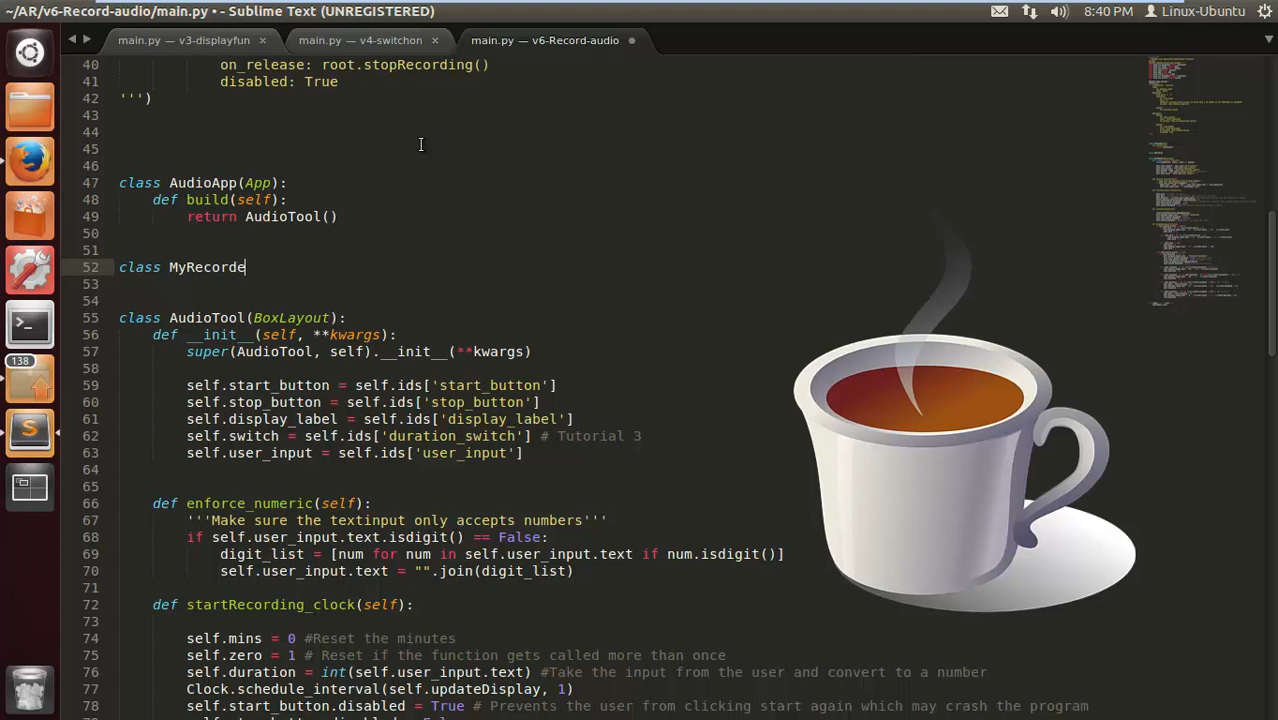 ~/AR/v6-Record-audio/main.py • - Sublime Text (UNREGISTERED)
8:40 PM Linux-Ubuntu
main.py — v3-displayfun × main.py — v4-switchon × main.py — v6-Record-audio
40 on_release: root.stopRecording()
41 disabled: True
42 ''')
43
44
45
46
47 class AudioApp(App):
48 def build(self):
49 return AudioTool()
50
51
52 class MyRecorde
53
54
55 class AudioTool(BoxLayout):
56 def __init__(self, **kwargs):
57 super(AudioTool, self).__init__(**kwargs)
58
59 self.start_button = self.ids['start_button']
60 self.stop_button = self.ids['stop_button']
61 self.display_label = self.ids['display_label']
62 self.switch = self.ids['duration_switch'] # Tutorial 3
63 self.user_input = self.ids['user_input']
64
65
66 def enforce_numeric(self):
67 '''Make sure the textinput only accepts numbers'''
68 if self.user_input.text.isdigit() == False:
69 digit_list = [num for num in self.user_input.text if num.isdigit()]
70 self.user_input.text = "".join(digit_list)
71
72 def startRecording_clock(self):
73
74 self.mins = 0 #Reset the minutes
75 self.zero = 1 # Reset if the function gets called more than once
76 self.duration = int(self.user_input.text) #Take the input from the user and convert to a number
77 Clock.schedule_interval(self.updateDisplay, 1)
78 self.start_button.disabled = True # Prevents the user from clicking start again which may crash the program
138